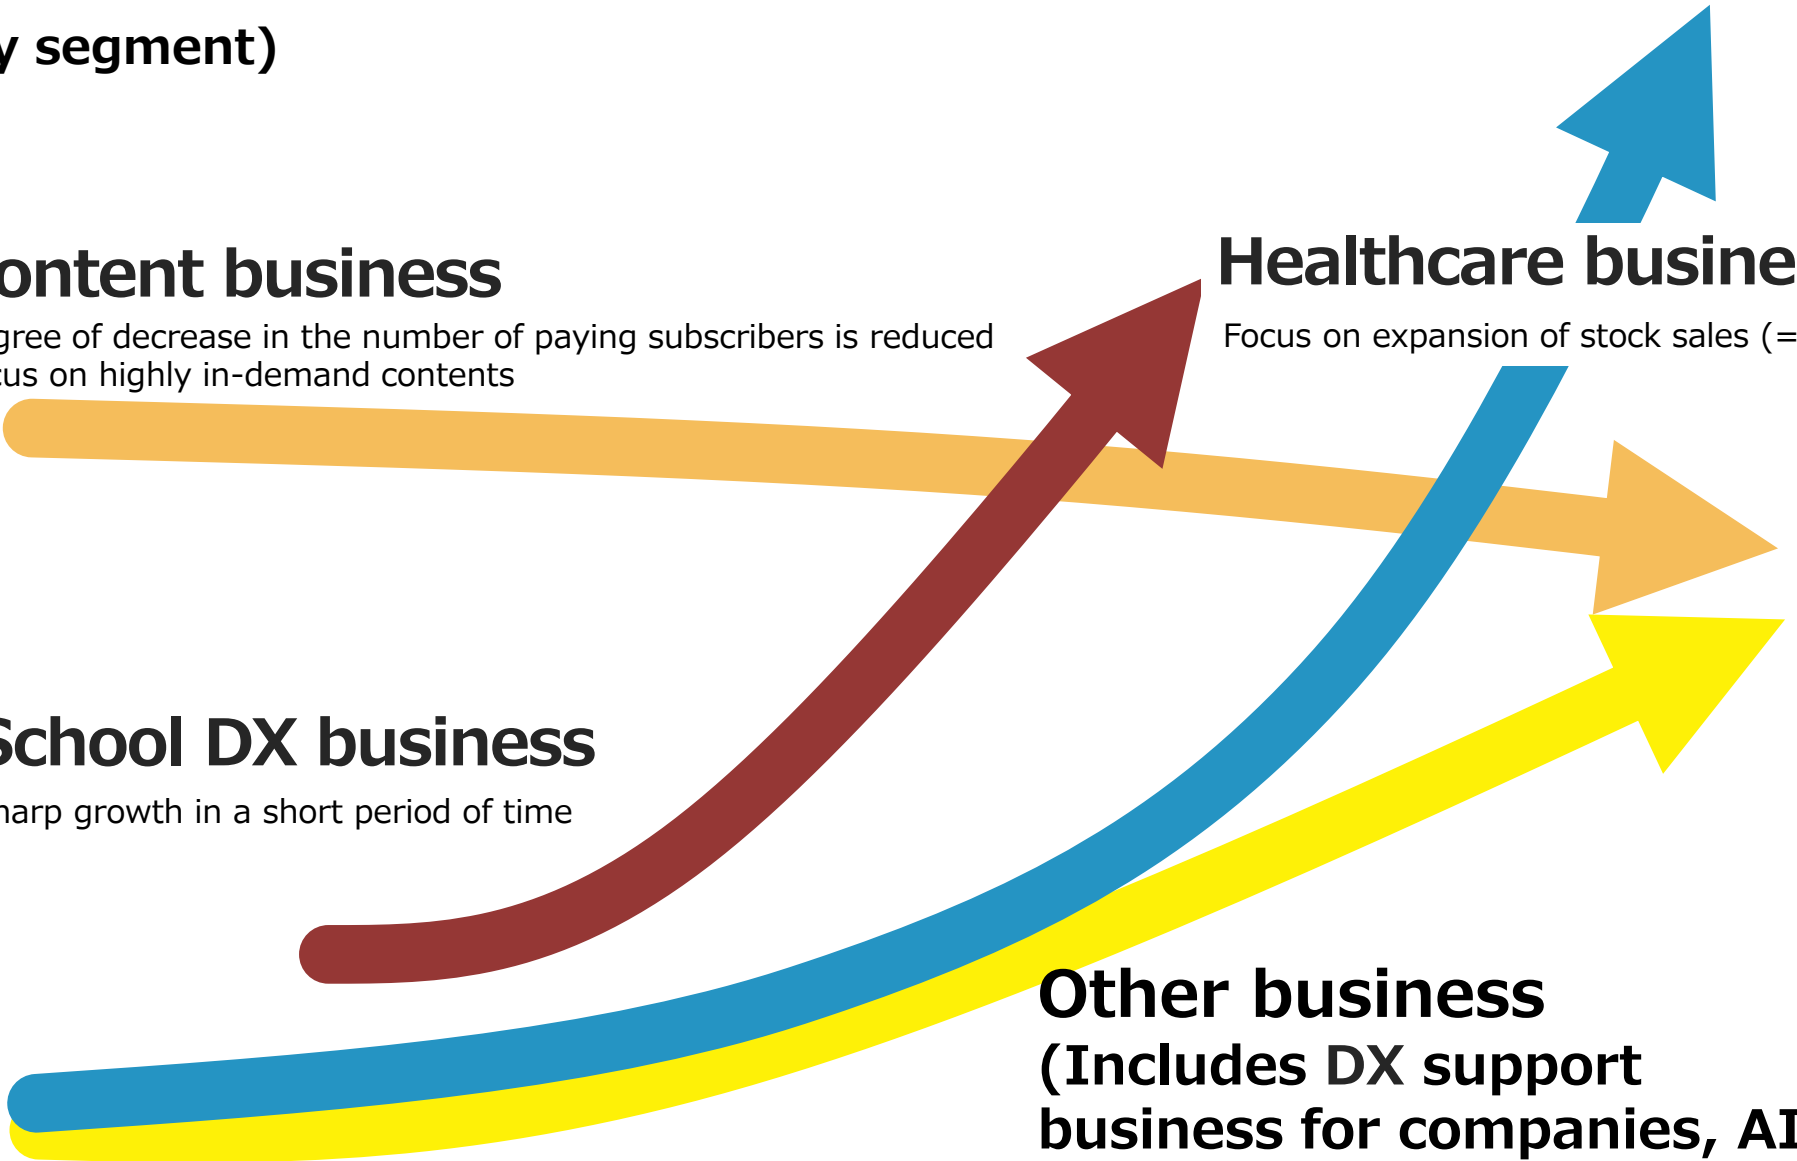 y segment)
ontent business
gree of decrease in the number of paying subscribers is reduced
cus on highly in-demand contents
Healthcare busine
Focus on expansion of stock sales (=
School DX business
harp growth in a short period of time
Other business
(Includes DX support
business for companies, AI